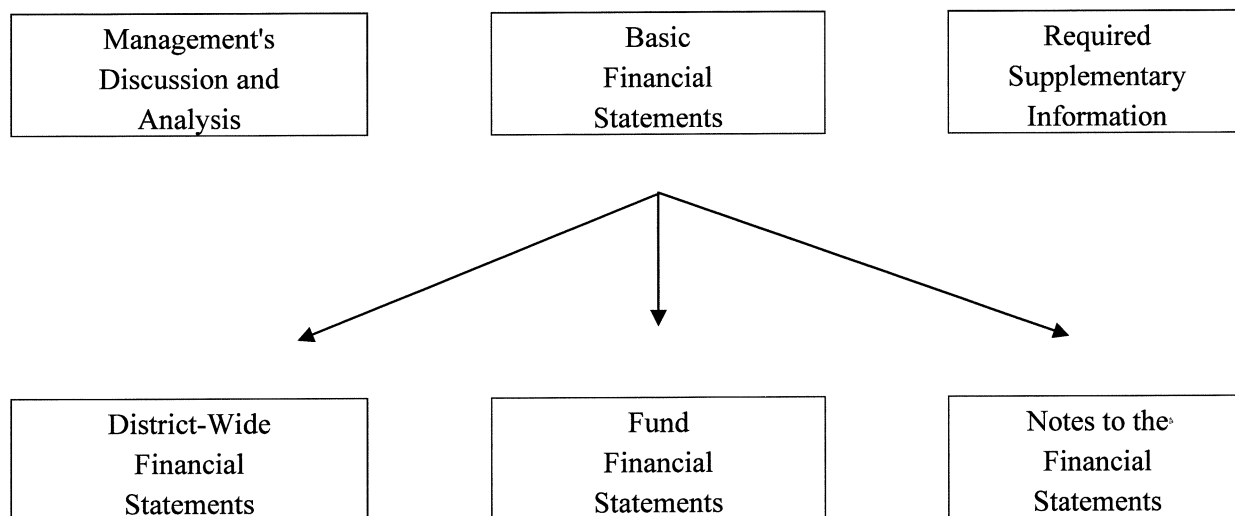 Management's
Discussion and
Analysis
Basic
Financial
Statements
Required
Supplementary
Information
District-Wide
Financial
Statements
Fund
Financial
Statements
Notes to the
Financial
Statements